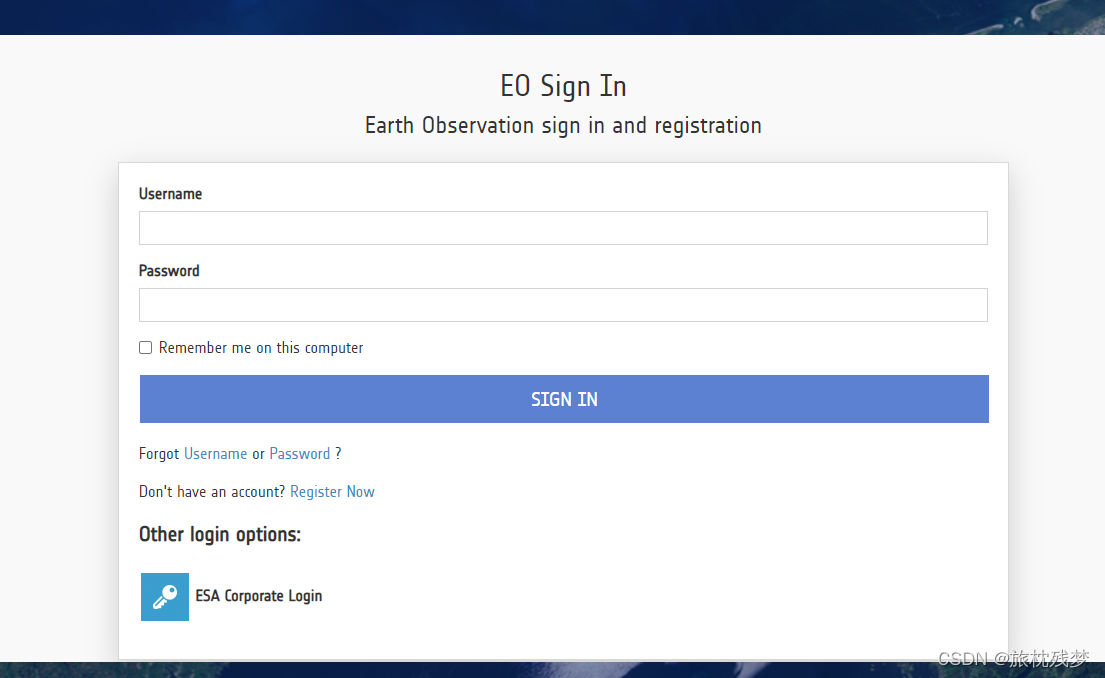 EO Sign In
Earth Observation sign in and registration
Username
Password
Remember me on this computer
SIGN IN
Forgot Username or Password ?
Don't have an account? Register Now
Other login options:
ESA Corporate Login
CSDN @旅枕残梦